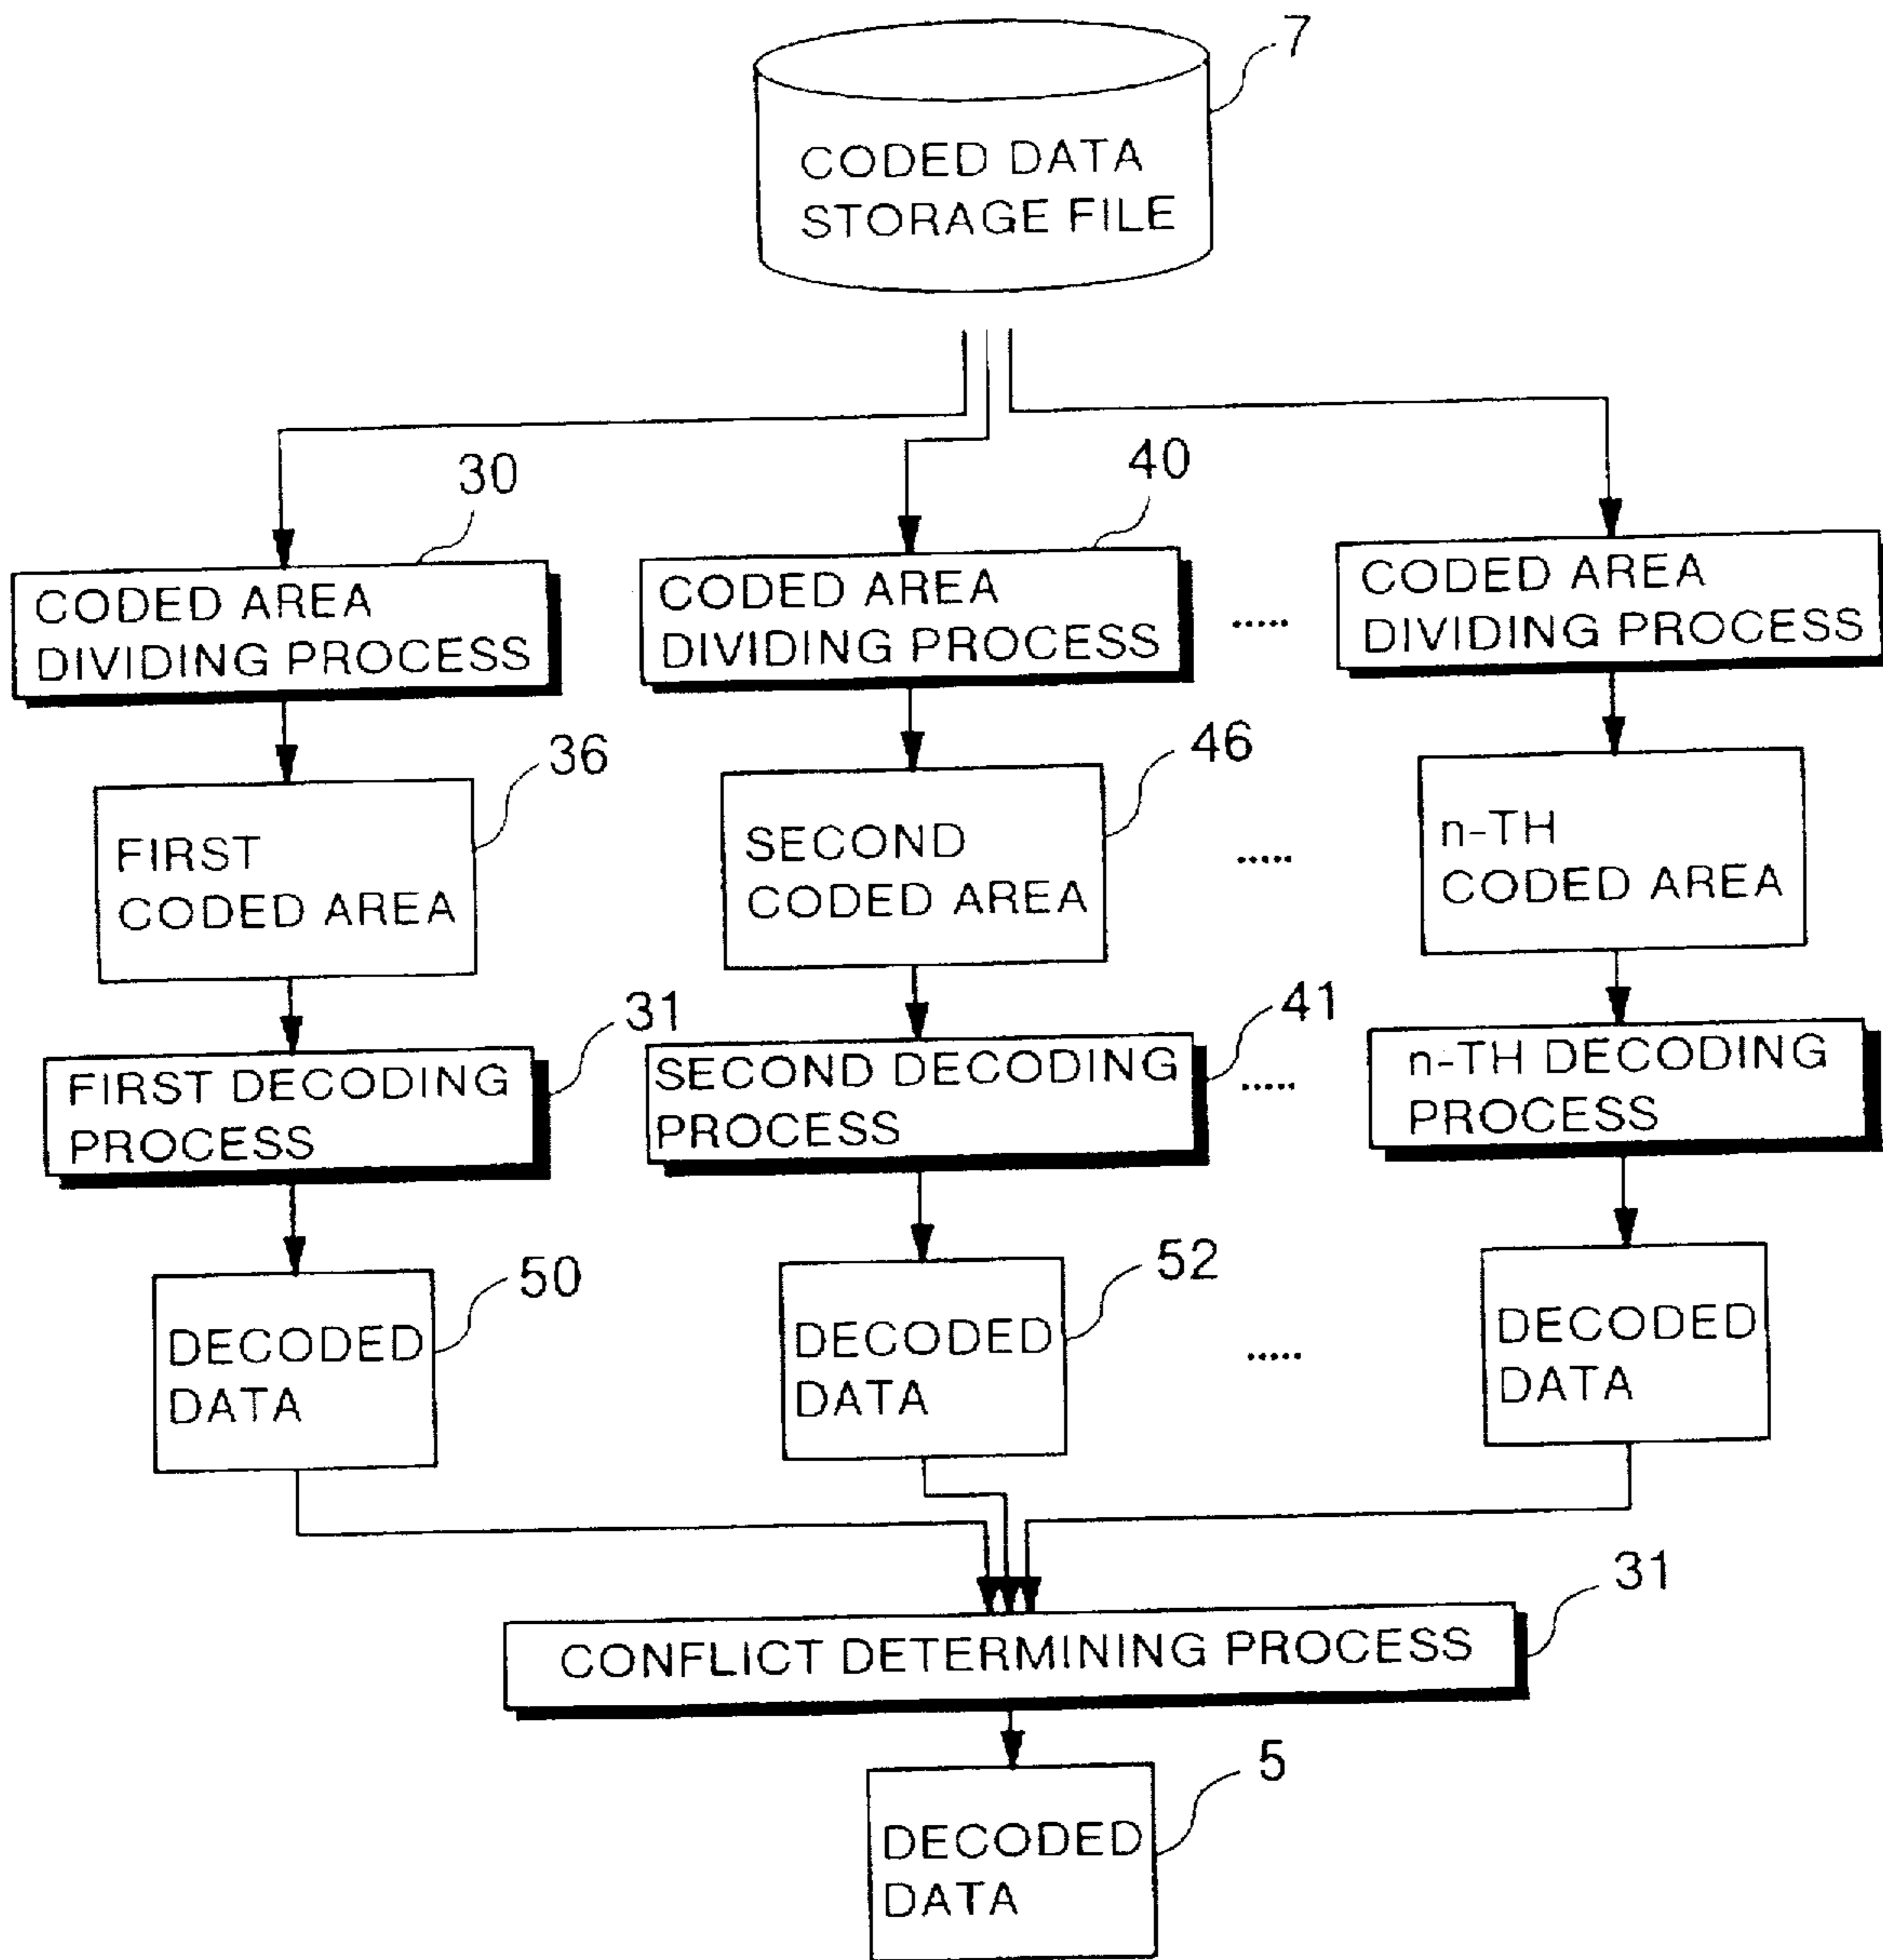 7
CODED DATA
STORAGE FILE
30
40
CODED AREA
DIVIDING PROCESS
CODED AREA
DIVIDING PROCESS
.....
CODED AREA
DIVIDING PROCESS
36
46
FIRST
CODED AREA
SECOND
CODED AREA
.....
n-TH
CODED AREA
31
41
FIRST DECODING
PROCESS
SECOND DECODING
PROCESS
.....
n-TH DECODING
PROCESS
50
52
DECODED
DATA
DECODED
DATA
.....
DECODED
DATA
31
CONFLICT DETERMINING PROCESS
5
DECODED
DATA